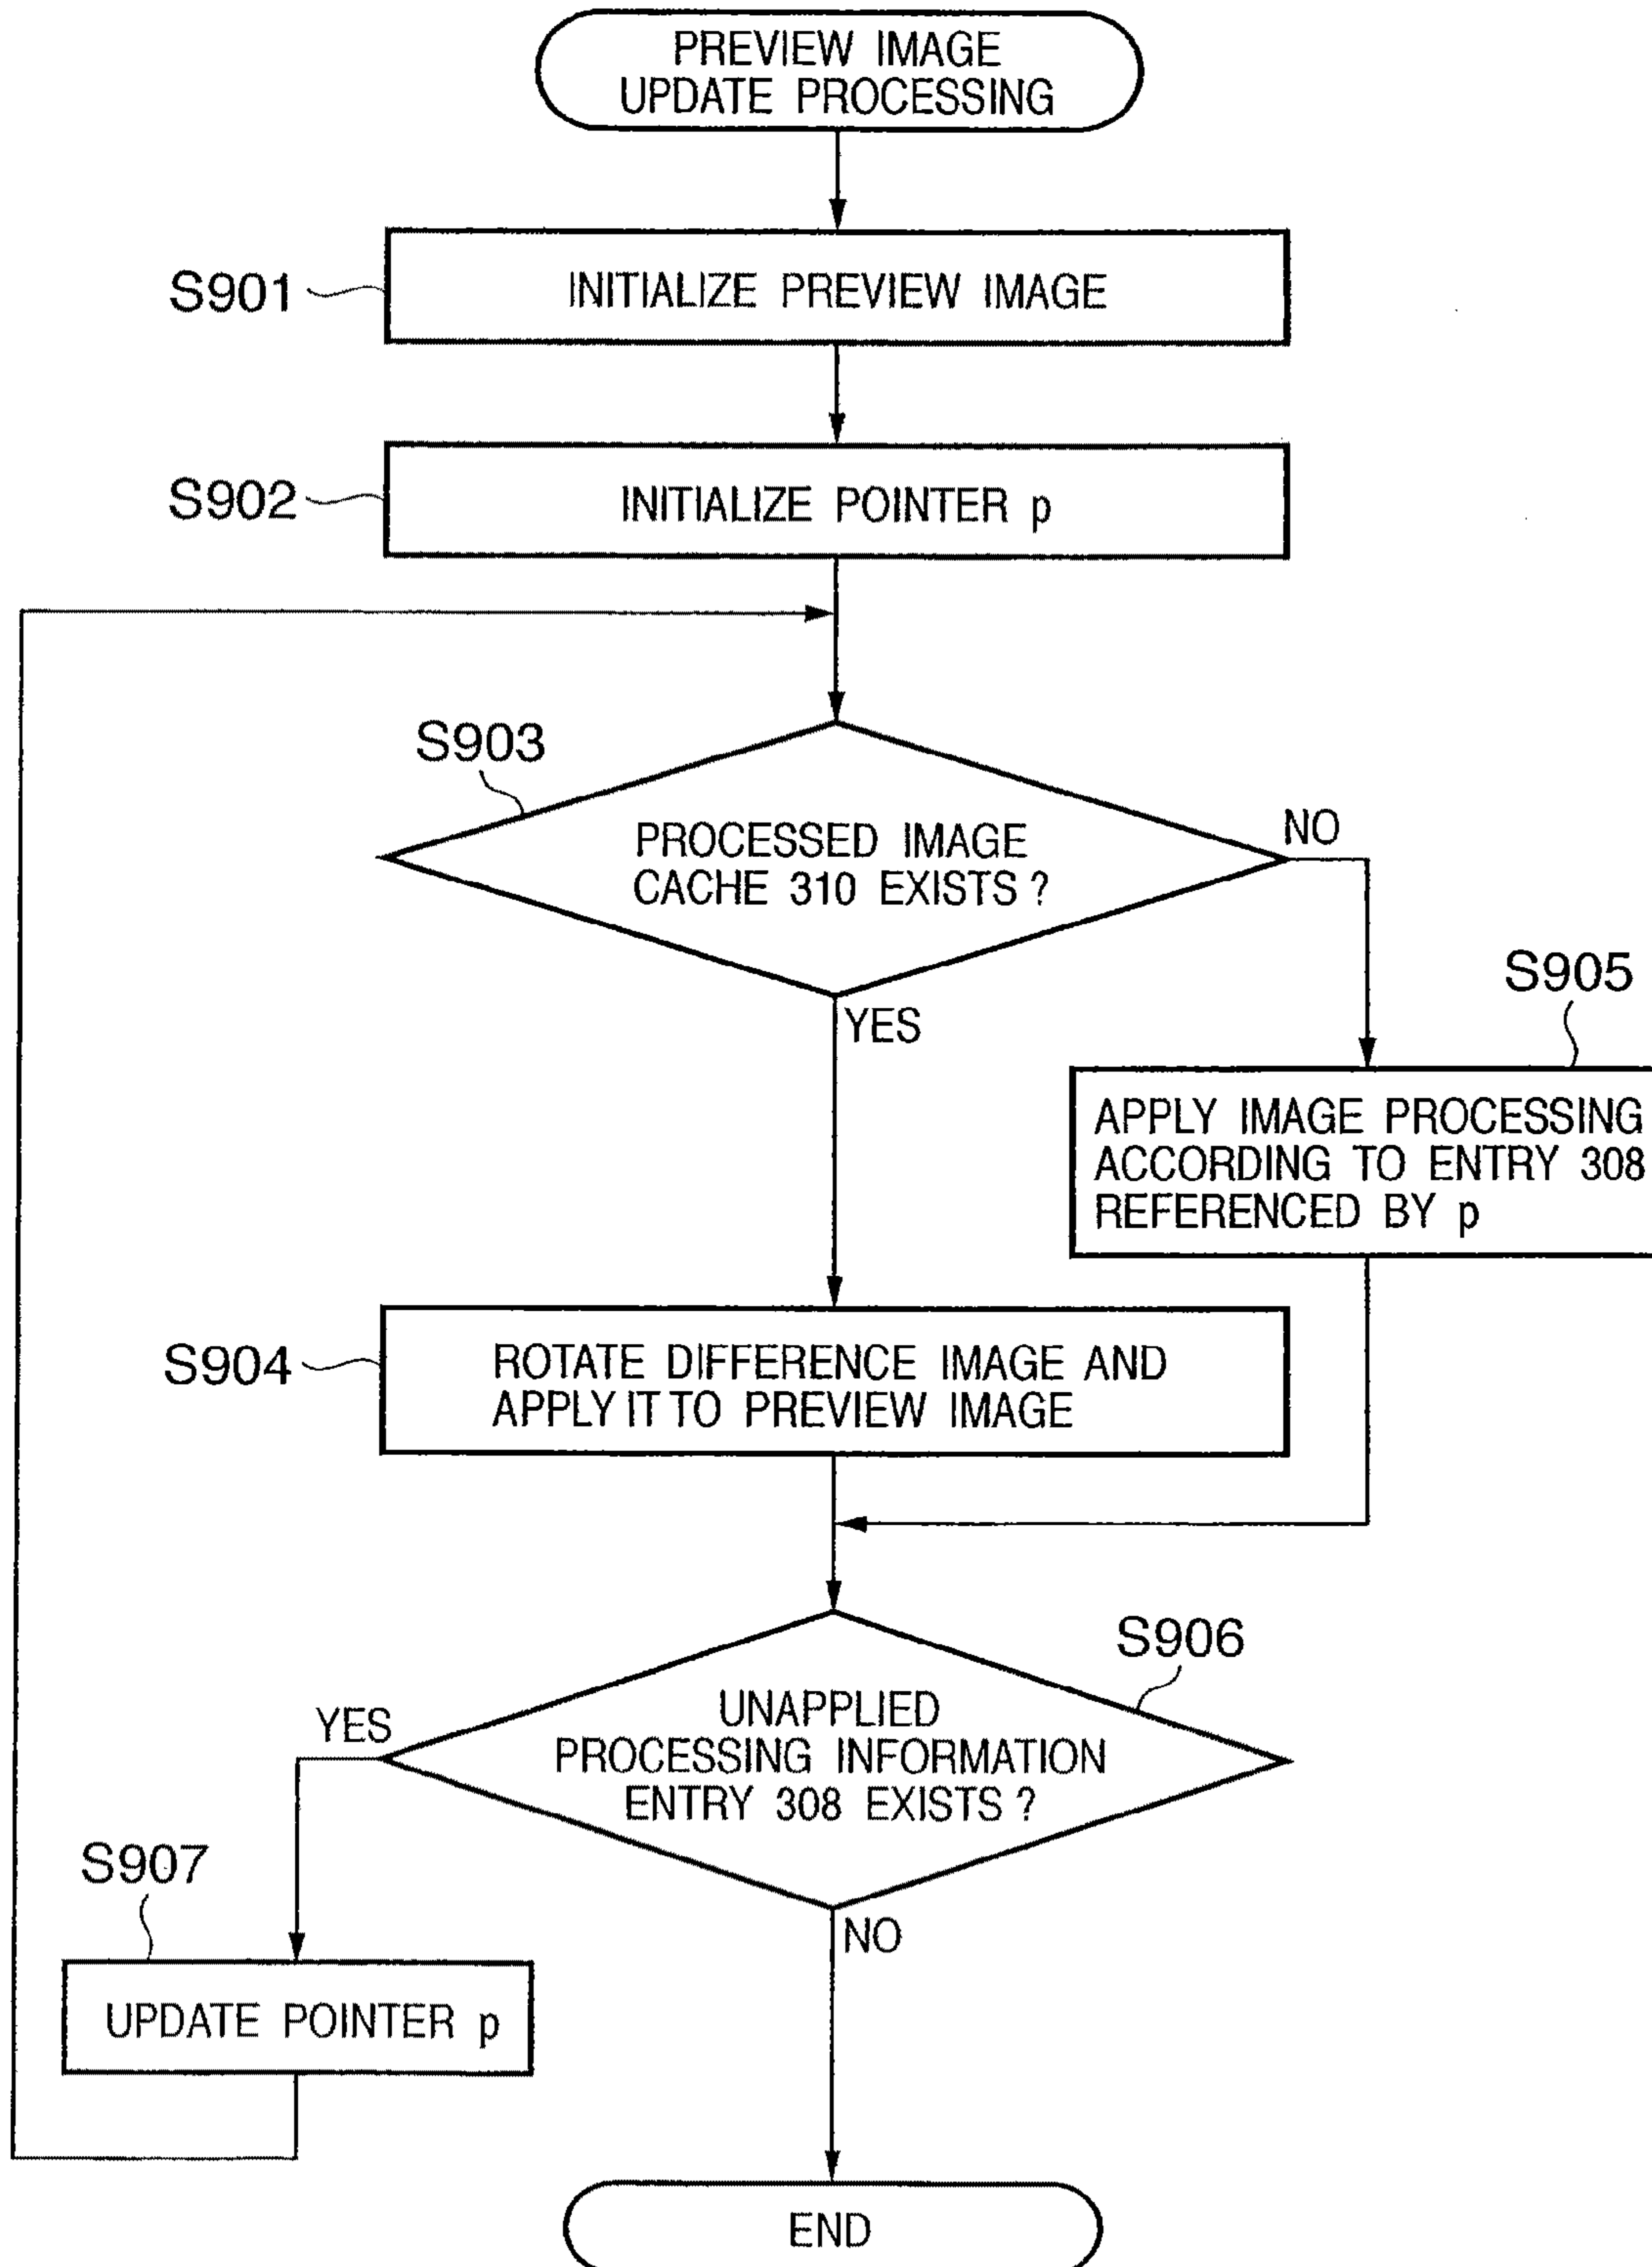 PREVIEW IMAGE
UPDATE PROCESSING
S901
INITIALIZE PREVIEW IMAGE
S902
INITIALIZE POINTER p
S903
PROCESSED IMAGE
CACHE 310 EXISTS ?
NO
YES
S905
APPLY IMAGE PROCESSING
ACCORDING TO ENTRY 308
REFERENCED BY p
S904
ROTATE DIFFERENCE IMAGE AND
APPLY IT TO PREVIEW IMAGE
S906
UNAPPLIED
PROCESSING INFORMATION
ENTRY 308 EXISTS ?
YES
NO
S907
UPDATE POINTER p
END